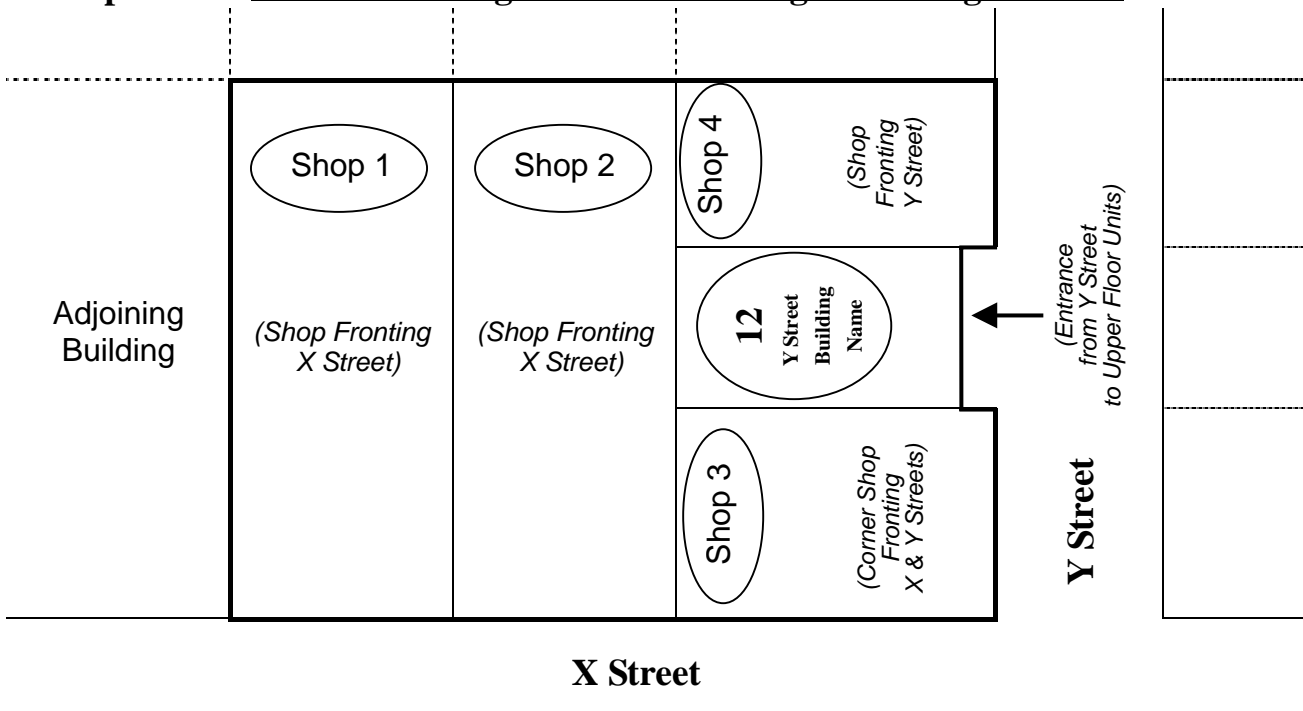 Shop 1
Shop 2
Shop 4
(Shop
Fronting
Y Street)
Adjoining
Building
(Shop Fronting
X Street)
(Shop Fronting
X Street)
12
Y Street
Building
Name
(Entrance
from Y Street
to Upper Floor Units)
Shop 3
(Corner Shop
Fronting
X & Y Streets)
Y Street
X Street